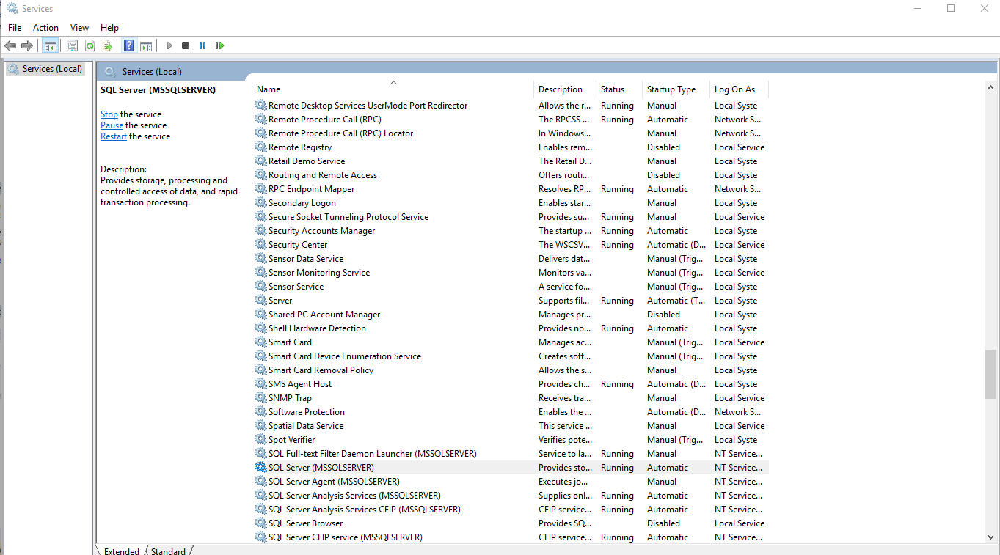 Services
File Action View Help
Services (Local)
Services (Local)
SQL Server (MSSQLSERVER)
Stop the service
Pause the service
Restart the service
Description:
Provides storage, processing and
controlled access of data, and rapid
transaction processing.
Name Description Status Startup Type Log On As
Remote Desktop Services UserMode Port Redirector Allows the r... Running Manual Local Syste
Remote Procedure Call (RPC) The RPCSS ... Running Automatic Network S...
Remote Procedure Call (RPC) Locator In Windows... Manual Network S...
Remote Registry Enables rem... Disabled Local Service
Retail Demo Service The Retail D... Manual Local Syste
Routing and Remote Access Offers routi... Disabled Local Syste
RPC Endpoint Mapper Resolves RP... Running Automatic Network S...
Secondary Logon Enables star... Manual Local Syste
Secure Socket Tunneling Protocol Service Provides su... Running Manual Local Service
Security Accounts Manager The startup ... Running Automatic Local Syste
Security Center The WSCSV... Running Automatic (D... Local Service
Sensor Data Service Delivers dat... Manual (Trig... Local Syste
Sensor Monitoring Service Monitors va... Manual (Trig... Local Service
Sensor Service A service fo... Manual (Trig... Local Syste
Server Supports fil... Running Automatic (T... Local Syste
Shared PC Account Manager Manages pr... Disabled Local Syste
Shell Hardware Detection Provides no... Running Automatic Local Syste
Smart Card Manages ac... Manual (Trig... Local Service
Smart Card Device Enumeration Service Creates soft... Manual (Trig... Local Syste
Smart Card Removal Policy Allows the s... Manual Local Syste
SMS Agent Host Provides ch... Running Automatic (D... Local Syste
SNMP Trap Receives tra... Manual Local Service
Software Protection Enables the ... Automatic (D... Network S...
Spatial Data Service This service ... Manual Local Service
Spot Verifier Verifies pote... Manual (Trig... Local Syste
SQL Full-text Filter Daemon Launcher (MSSQLSERVER) Service to la... Running Manual NT Service...
SQL Server (MSSQLSERVER) Provides sto... Running Automatic NT Service...
SQL Server Agent (MSSQLSERVER) Executes jo... Manual NT Service...
SQL Server Analysis Services (MSSQLSERVER) Supplies onl... Running Automatic NT Service...
SQL Server Analysis Services CEIP (MSSQLSERVER) CEIP service... Running Automatic NT Service...
SQL Server Browser Provides SQ... Disabled Local Service
SQL Server CEIP service (MSSQLSERVER) CEIP service... Running Automatic NT Service...
Extended Standard